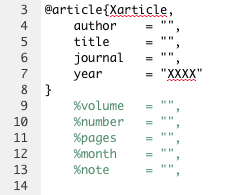 3 @article{Xarticle,
4     author    = "",
5     title     = "",
6     journal   = "",
7     year      = "XXXX"
8 }
9     %volume   = "",
10     %number   = "",
11     %pages    = "",
12     %month    = "",
13     %note     = "",
14